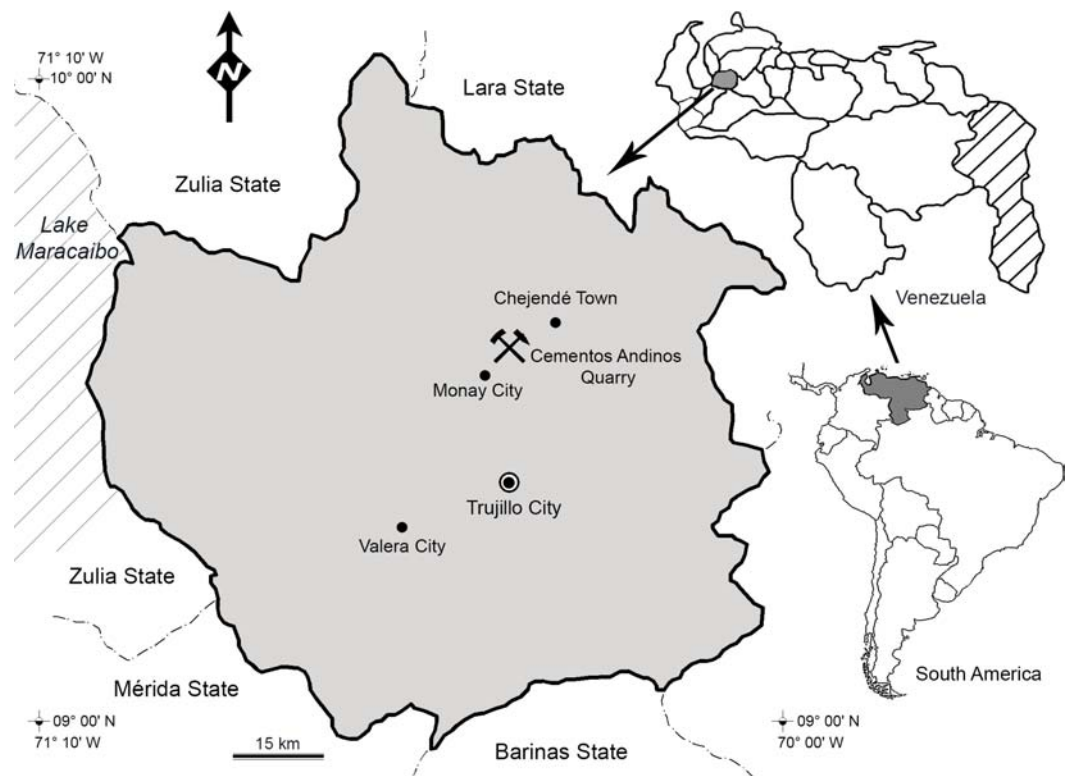 71° 10' W
10° 00' N
N
Lara State
Zulia State
Lake
Maracaibo
Venezuela
Chejendé Town
Cementos Andinos
Quarry
Monay City
Trujillo City
Valera City
Zulia State
Mérida State
South America
09° 00' N
71° 10' W
15 km
Barinas State
09° 00' N
70° 00' W